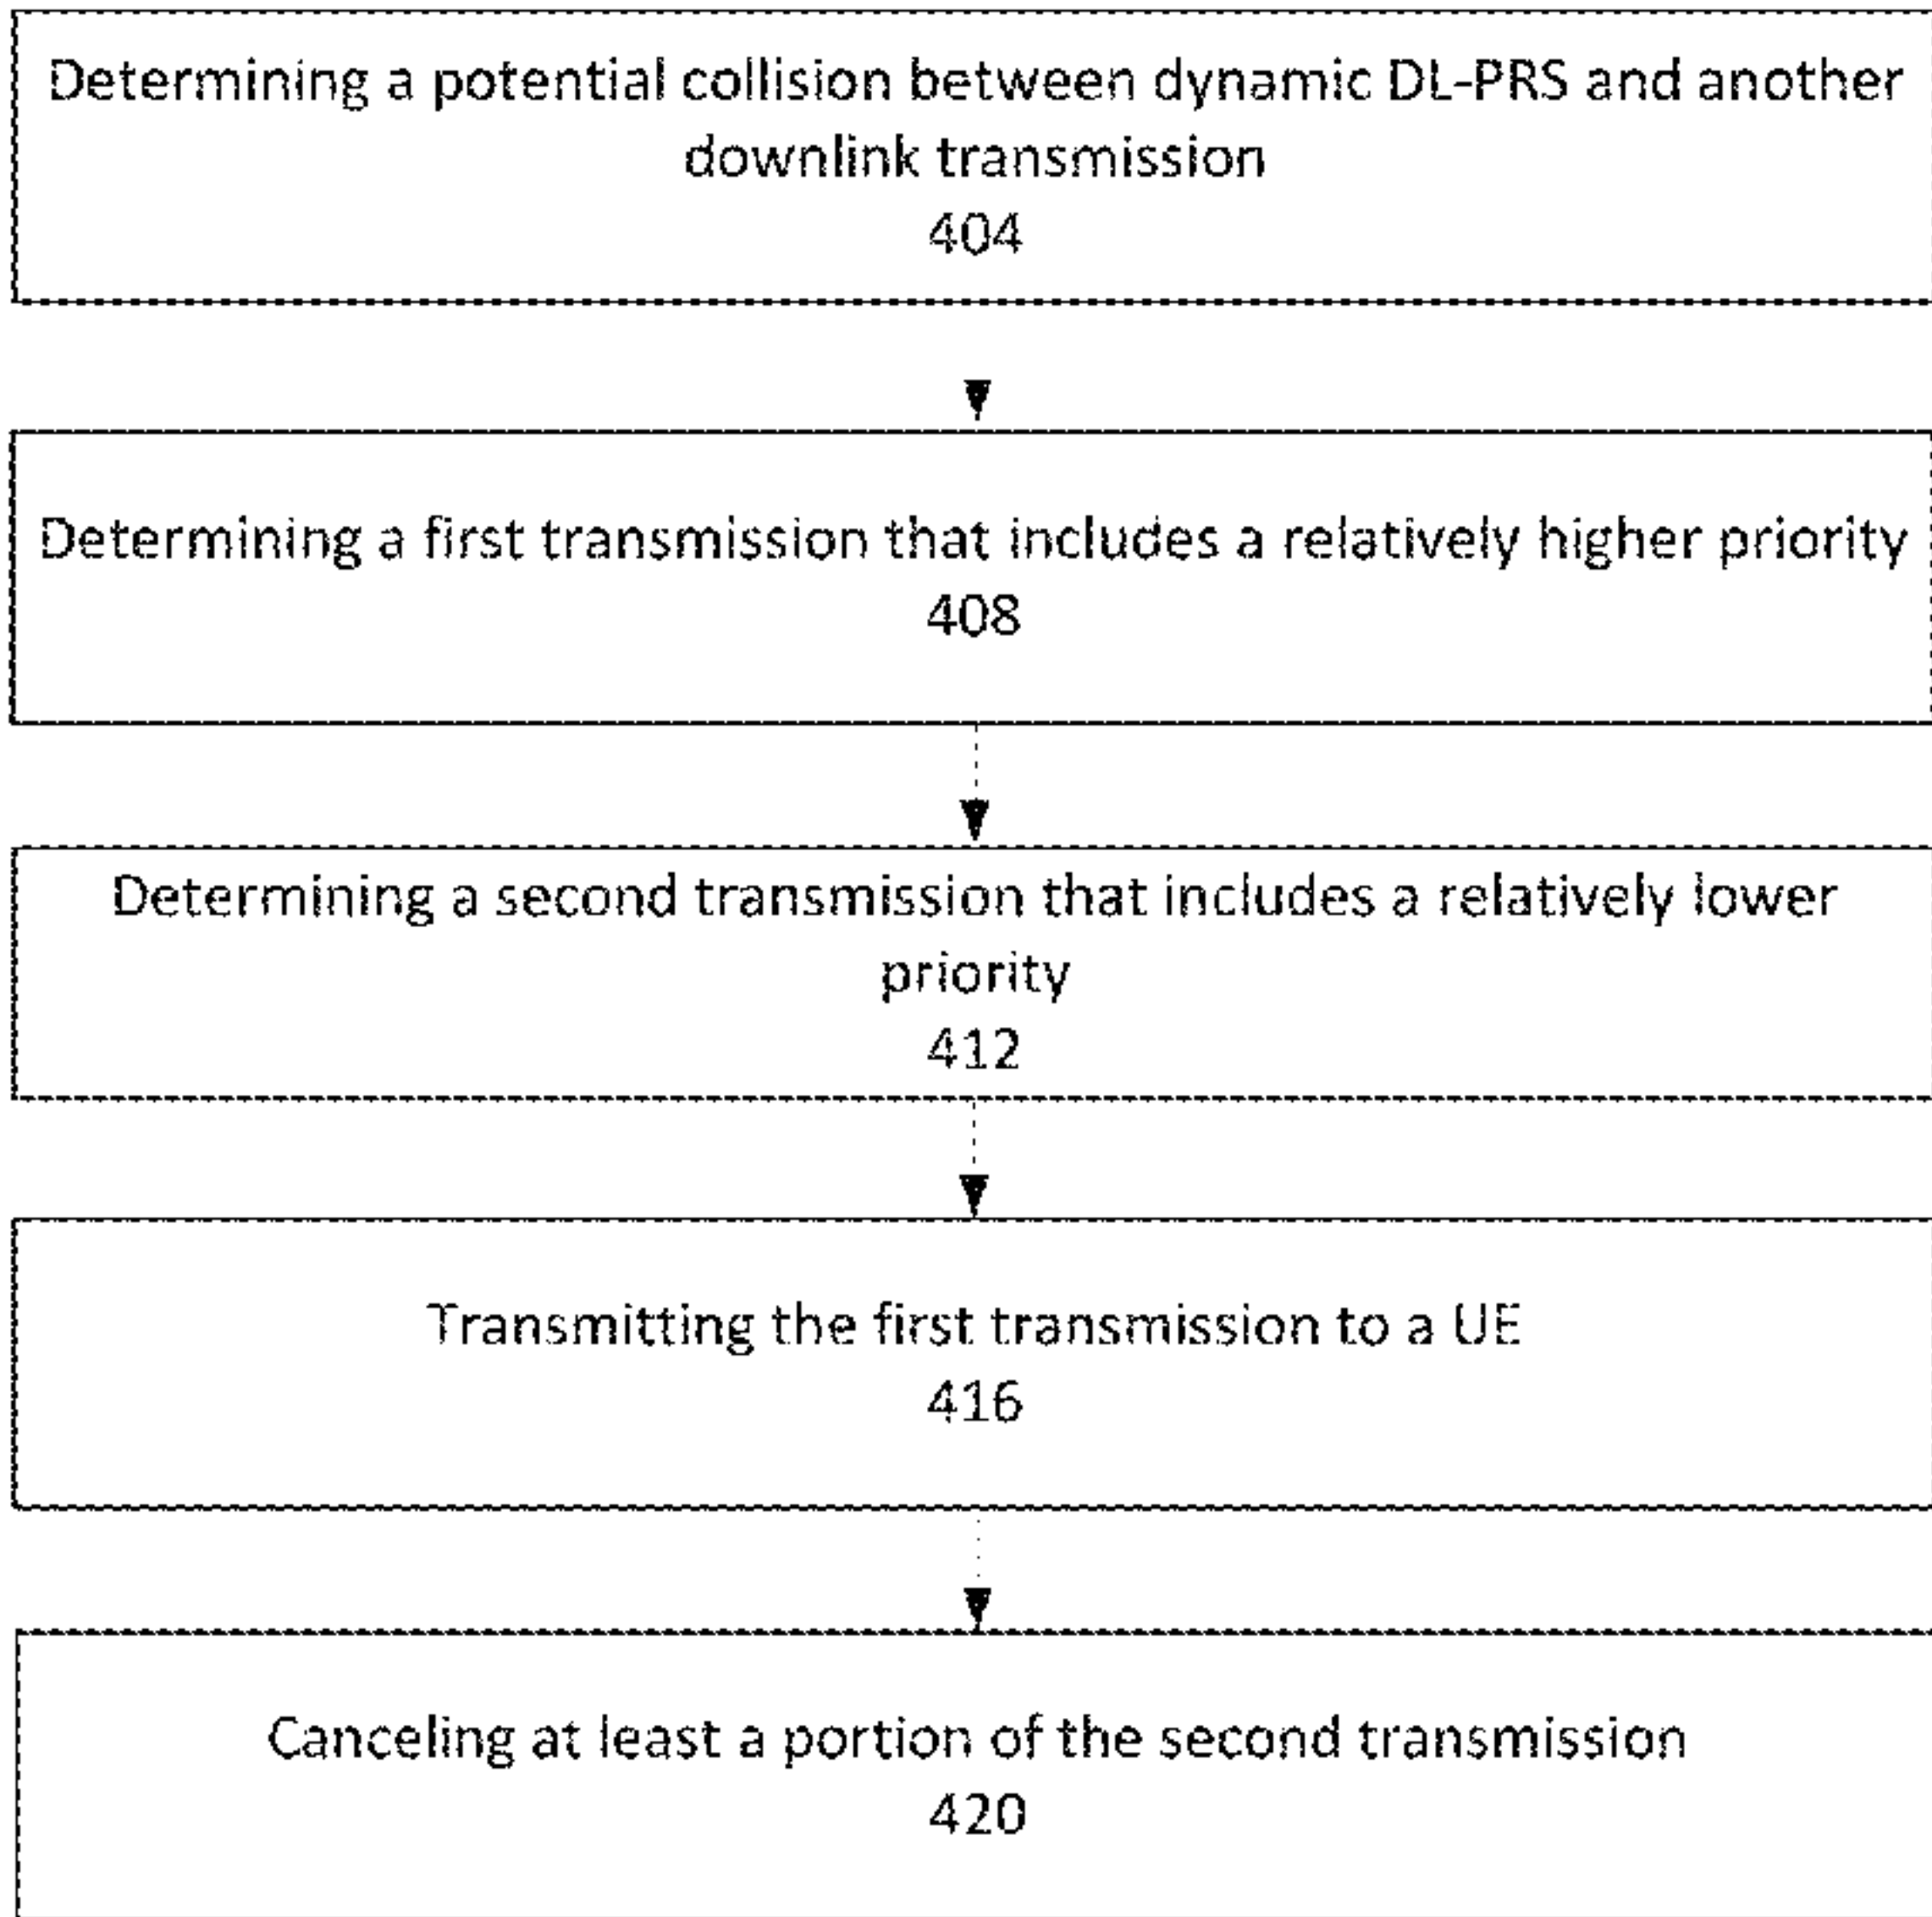 Determining a potential collision between dynamic DL-PRS and another
downlink transmission
404
Determining a first transmission that includes a relatively higher priority
408
Determining a second transmission that includes a relatively lower
priority
412
Transmitting the first transmission to a UE
416
Canceling at least a portion of the second transmission
420